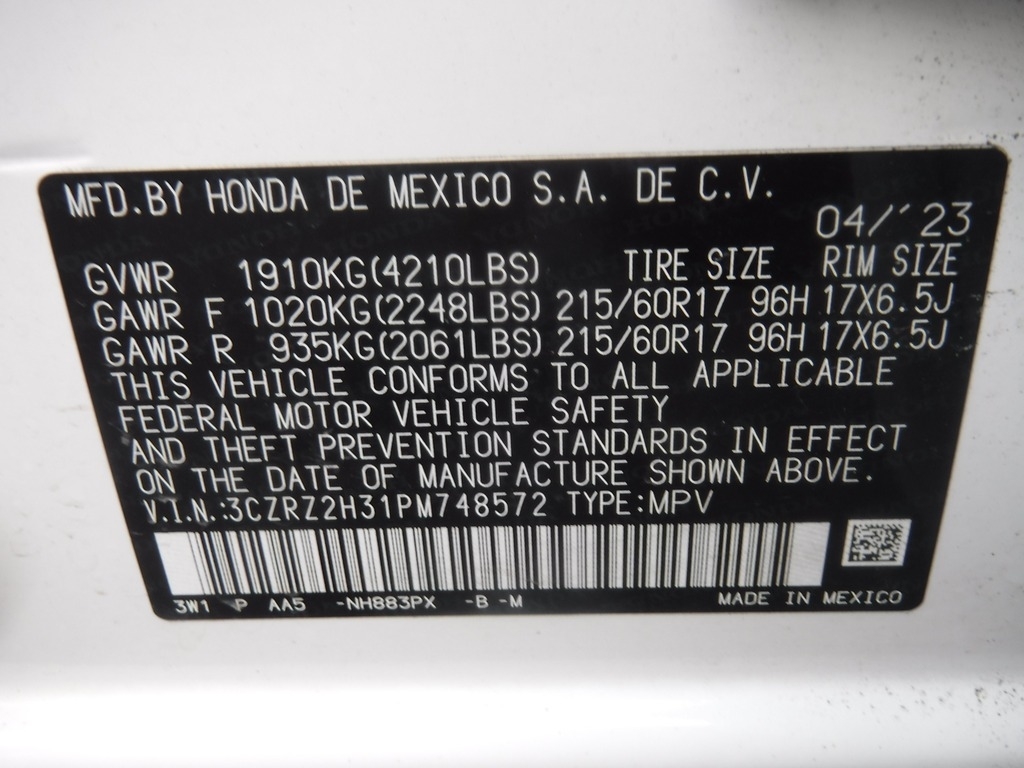 MFD.BY HONDA DE MEXICO S.A. DE C.V.
04/'23
GVWR 1910KG(4210LBS) TIRE SIZE RIM SIZE
GAWR F 1020KG(2248LBS) 215/60R17 96H 17X6.5J
GAWR R 935KG(2061LBS) 215/60R17 96H 17X6.5J
THIS VEHICLE CONFORMS TO ALL APPLICABLE
FEDERAL MOTOR VEHICLE SAFETY
AND THEFT PREVENTION STANDARDS IN EFFECT
ON THE DATE OF MANUFACTURE SHOWN ABOVE.
V.I.N.:3CZRZ2H31PM748572 TYPE:MPV
3W1 P AA5 -NH883PX -B -M MADE IN MEXICO